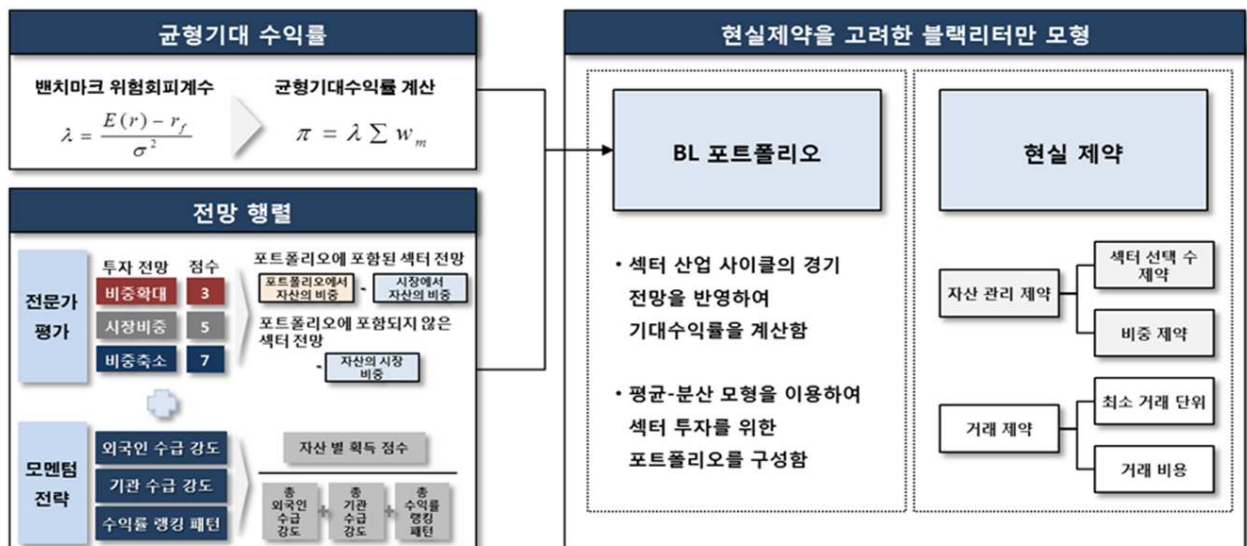 균형기대 수익률
밴치마크 위험회피계수
λ = E(r) − r_f / σ²
균형기대수익률 계산
π = λ ∑ w_m
전망 행렬
전문가
평가
투자 전망 점수
비중확대 3
시장비중 5
비중축소 7
포트폴리오에 포함된 섹터 전망
포트폴리오에서
자산의 비중
-
시장에서
자산의 비중
포트폴리오에 포함되지 않은
섹터 전망
-
자산의 시장
비중
모멘텀
전략
외국인 수급 강도
기관 수급 강도
수익률 랭킹 패턴
자산 별 획득 점수
총
외국인
수급
강도
+
총
기관
수급
강도
+
총
수익률
랭킹
패턴
현실제약을 고려한 블랙리터만 모형
BL 포트폴리오
• 섹터 산업 사이클의 경기
전망을 반영하여
기대수익률을 계산함
• 평균-분산 모형을 이용하여
섹터 투자를 위한
포트폴리오를 구성함
현실 제약
자산 관리 제약
섹터 선택 수
제약
비중 제약
거래 제약
최소 거래 단위
거래 비용